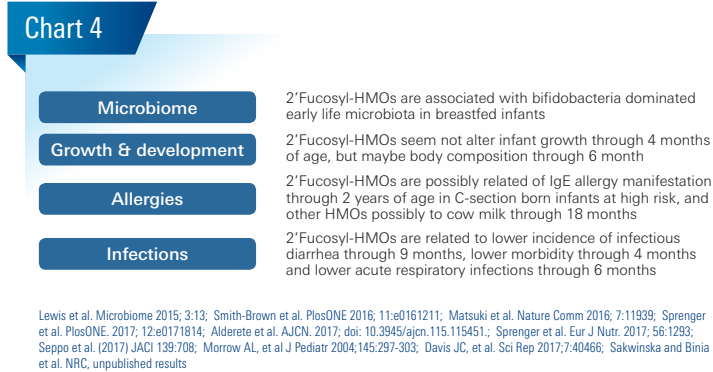 Chart 4
Microbiome
2'Fucosyl-HMOs are associated with bifidobacteria dominated
early life microbiota in breastfed infants
Growth & development
2'Fucosyl-HMOs seem not alter infant growth through 4 months
of age, but maybe body composition through 6 month
Allergies
2'Fucosyl-HMOs are possibly related of IgE allergy manifestation
through 2 years of age in C-section born infants at high risk, and
other HMOs possibly to cow milk through 18 months
Infections
2'Fucosyl-HMOs are related to lower incidence of infectious
diarrhea through 9 months, lower morbidity through 4 months
and lower acute respiratory infections through 6 months
Lewis et al. Microbiome 2015; 3:13; Smith-Brown et al. PlosONE 2016; 11:e0161211; Matsuki et al. Nature Comm 2016; 7:11939; Sprenger
et al. PlosONE. 2017; 12:e0171814; Alderete et al. AJCN. 2017; doi: 10.3945/ajcn.115.115451.; Sprenger et al. Eur J Nutr. 2017; 56:1293;
Seppo et al. (2017) JACI 139:708; Morrow AL, et al J Pediatr 2004;145:297-303; Davis JC, et al. Sci Rep 2017;7:40466; Sakwinska and Binia
et al. NRC, unpublished results